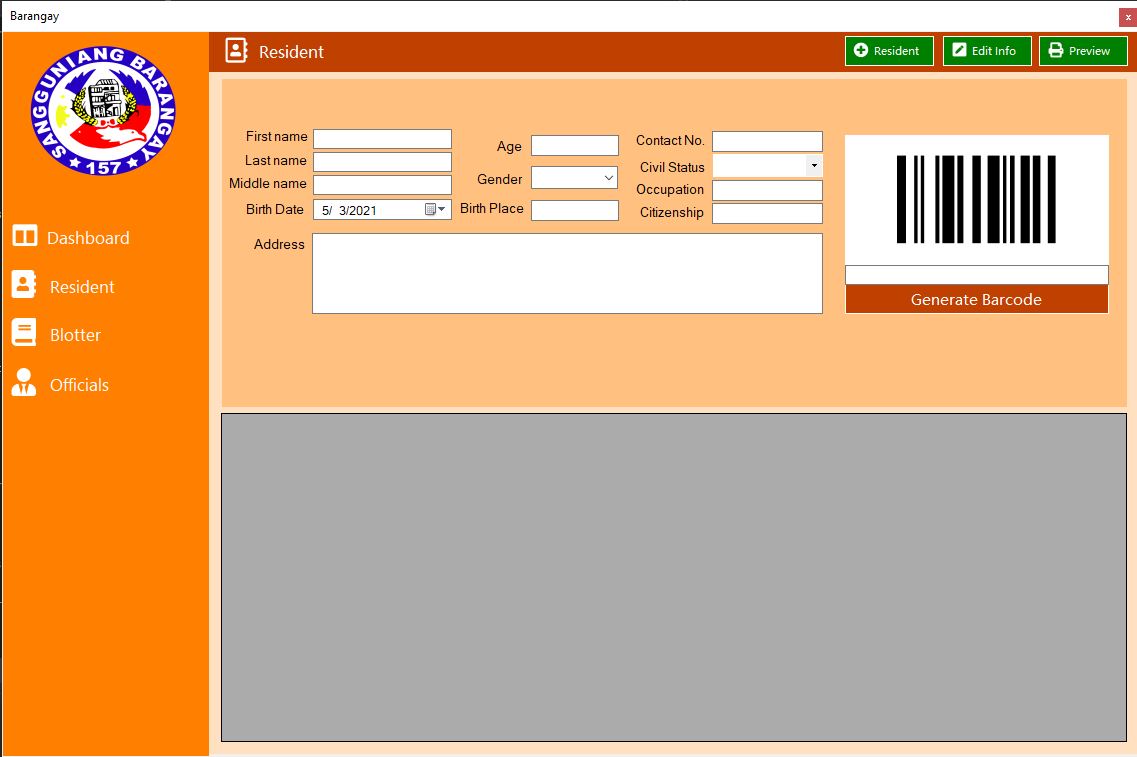 Barangay
x
SANGGUNIANG BARANGAY
157
Resident
Resident
Edit Info
Preview
Dashboard
Resident
Blotter
Officials
First name
Last name
Middle name
Birth Date
5/ 3/2021
Age
Gender
Birth Place
Contact No.
Civil Status
Occupation
Citizenship
Address
Generate Barcode